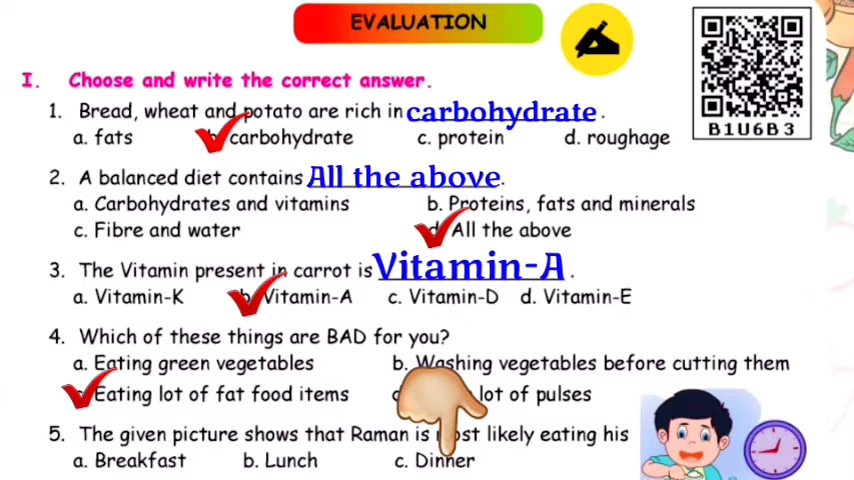 EVALUATION
I. Choose and write the correct answer.
1. Bread, wheat and potato are rich in carbohydrate.
a. fats b. carbohydrate c. protein d. roughage
B1U6B3
2. A balanced diet contains All the above.
a. Carbohydrates and vitamins b. Proteins, fats and minerals
c. Fibre and water d. All the above
3. The Vitamin present in carrot is Vitamin-A.
a. Vitamin-K b. Vitamin-A c. Vitamin-D d. Vitamin-E
4. Which of these things are BAD for you?
a. Eating green vegetables b. Washing vegetables before cutting them
Eating lot of fat food items lot of pulses
5. The given picture shows that Raman is most likely eating his
a. Breakfast b. Lunch c. Dinner